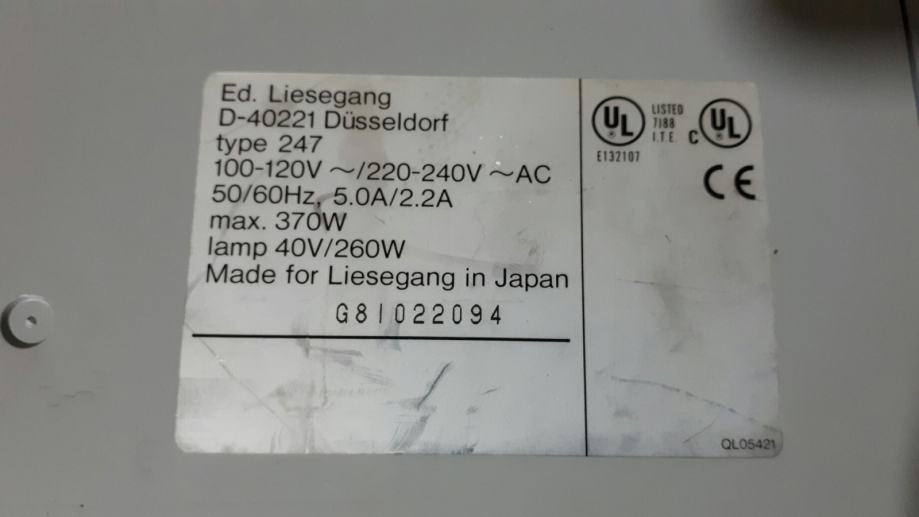 Ed. Liesegang
D-40221 Düsseldorf
type 247
100-120V ~/220-240V ~AC
50/60Hz, 5.0A/2.2A
max. 370W
lamp 40V/260W
Made for Liesegang in Japan
G81022094
UL LISTED C UL
7J88
I.T.E.
E132107
CE
QL05421